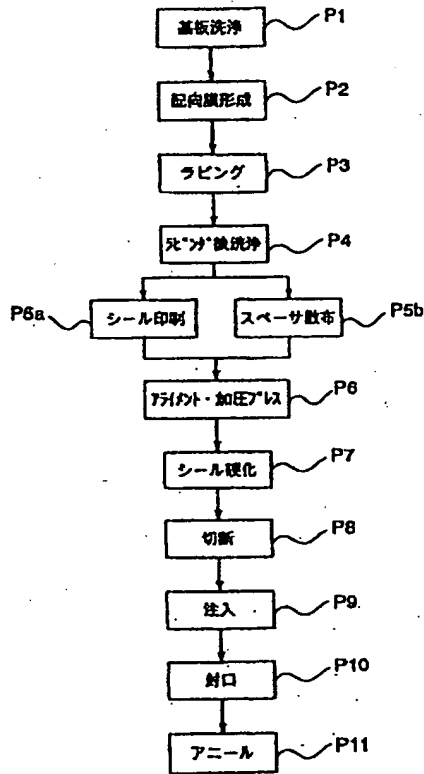 基板洗浄
P1
配向膜形成
P2
ラビング
P3
ﾗﾋﾞﾝｸﾞ後洗浄
P4
P6a
シール印刷
スペーサ散布
P5b
ｱﾗｲﾒﾝﾄ・加圧ﾌﾟﾚｽ
P6
シール硬化
P7
切断
P8
注入
P9
封口
P10
アニール
P11